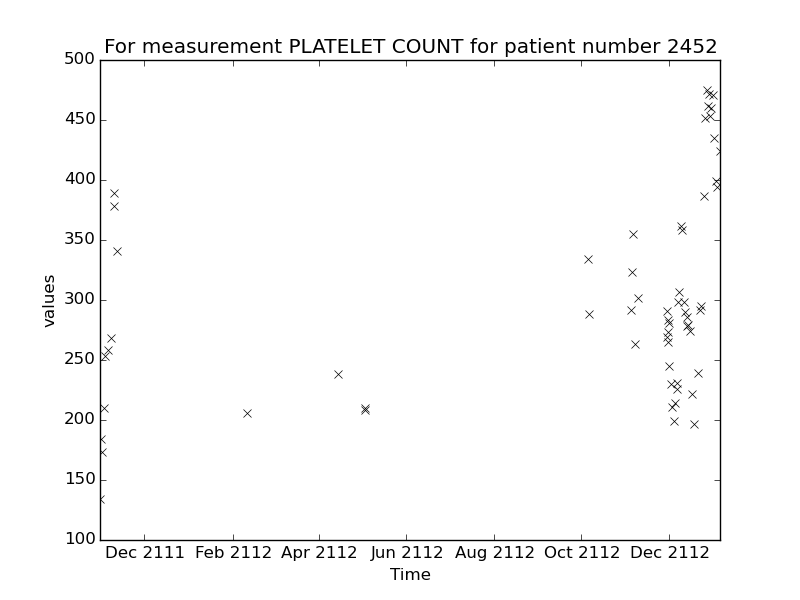 For measurement PLATELET COUNT for patient number 2452
500
450
400
350
300
250
200
150
100
values
Dec 2111 Feb 2112 Apr 2112 Jun 2112 Aug 2112 Oct 2112 Dec 2112
Time